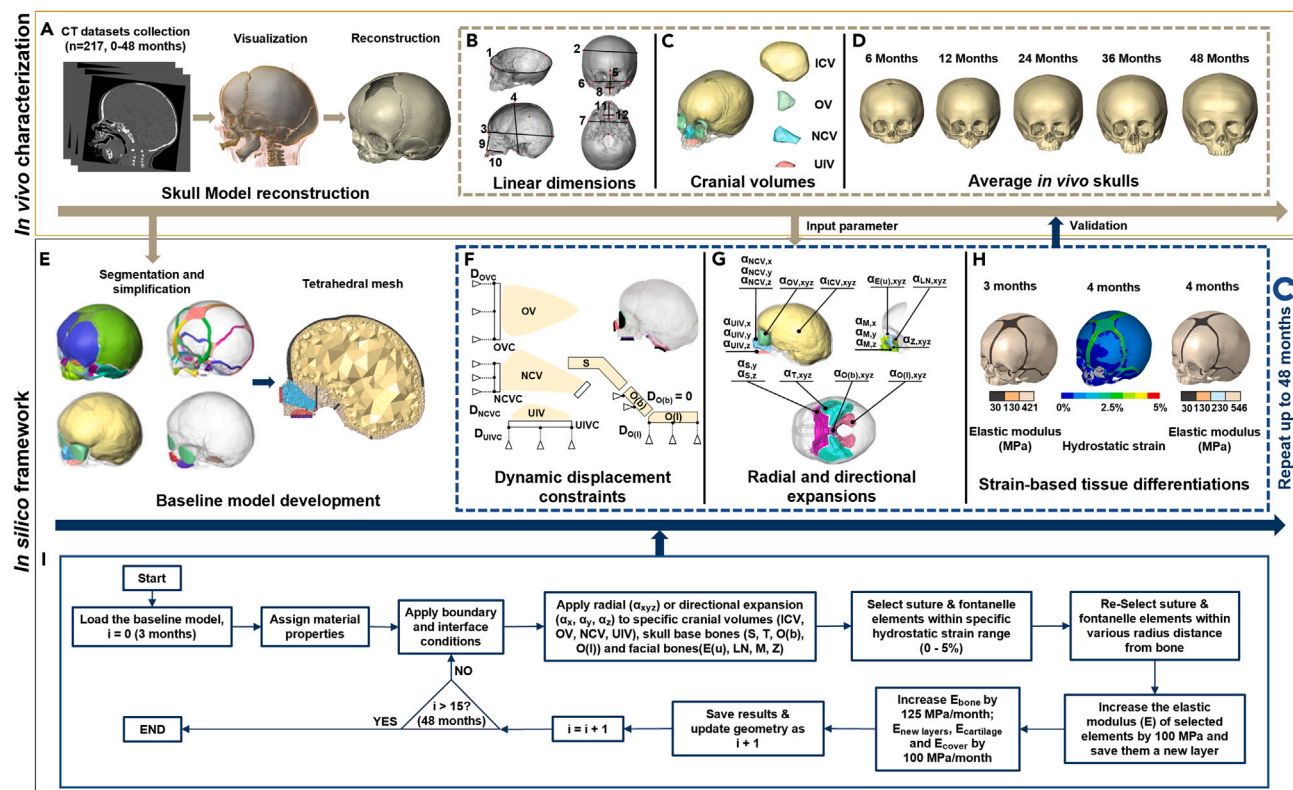 In vivo characterization
A
CT datasets collection
(n=217, 0-48 months)
Visualization
Reconstruction
Skull Model reconstruction
B
1
2
3
4
5
6
7
8
9
10
11
12
Linear dimensions
C
ICV
OV
NCV
UIV
Cranial volumes
D
6 Months
12 Months
24 Months
36 Months
48 Months
Average in vivo skulls
Input parameter
Validation
In silico framework
E
Segmentation and
simplification
Tetrahedral mesh
Baseline model development
F
D_OVC
OV
OVC
NCV
NCVC
D_NCVC
UIV
UIVC
D_UIVC
S
O(b)
D_O(b) = 0
O(l)
D_O(l)
Dynamic displacement
constraints
G
α_NCV,x
α_NCV,y
α_NCV,z
α_OV,xyz
α_ICV,xyz
α_E(u),xyz
α_LN,xyz
α_UIV,x
α_UIV,y
α_UIV,z
α_M,x
α_M,y
α_M,z
α_Z,xyz
α_S,y
α_S,z
α_T,xyz
α_O(b),xyz
α_O(l),xyz
Radial and directional
expansions
H
3 months
4 months
4 months
30 130 421
0% 2.5% 5%
30 130 230 546
Elastic modulus
(MPa)
Hydrostatic strain
Elastic modulus
(MPa)
Strain-based tissue differentiations
Repeat up to 48 months
I
Start
Load the baseline model,
i = 0 (3 months)
Assign material
properties
Apply boundary
and interface
conditions
Apply radial (α_xyz) or directional expansion
(α_x, α_y, α_z) to specific cranial volumes (ICV,
OV, NCV, UIV), skull base bones (S, T, O(b),
O(l)) and facial bones(E(u), LN, M, Z)
Select suture & fontanelle
elements within specific
hydrostatic strain range
(0 - 5%)
Re-Select suture &
fontanelle elements within
various radius distance
from bone
Increase the elastic
modulus (E) of selected
elements by 100 MPa and
save them a new layer
Increase E_bone by
125 MPa/month;
E_new layers, E_cartilage
and E_cover by
100 MPa/month
Save results &
update geometry as
i + 1
i = i + 1
i > 15?
(48 months)
NO
YES
END